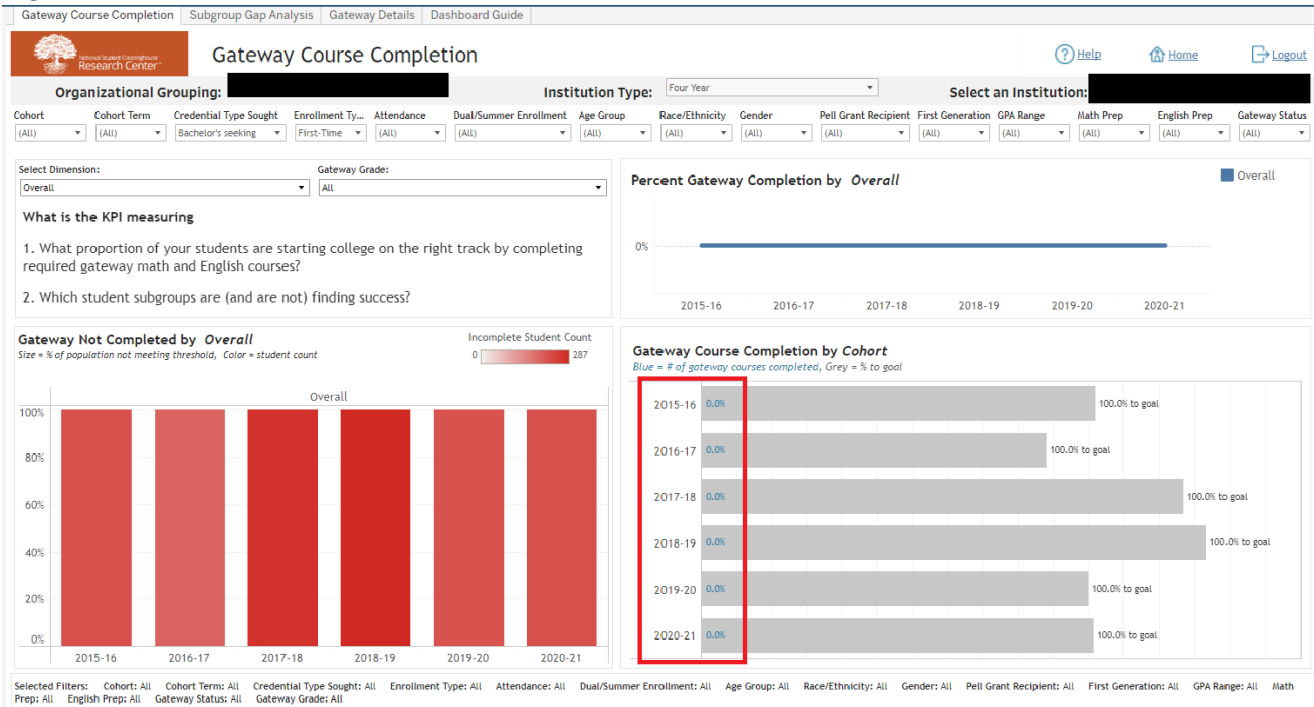 Gateway Course Completion Subgroup Gap Analysis Gateway Details Dashboard Guide
National Student Clearinghouse
Research Center
Gateway Course Completion
? Help Home Logout
Organizational Grouping: Institution Type: Four Year Select an Institution:
Cohort Cohort Term Credential Type Sought Enrollment Ty... Attendance Dual/Summer Enrollment Age Group Race/Ethnicity Gender Pell Grant Recipient First Generation GPA Range Math Prep English Prep Gateway Status
(All) (All) Bachelor's seeking First-Time (All) (All) (All) (All) (All) (All) (All) (All) (All) (All) (All)
Select Dimension: Gateway Grade:
Overall All
What is the KPI measuring
1. What proportion of your students are starting college on the right track by completing
required gateway math and English courses?
2. Which student subgroups are (and are not) finding success?
Percent Gateway Completion by Overall
Overall
0%
2015-16 2016-17 2017-18 2018-19 2019-20 2020-21
Gateway Not Completed by Overall
Size = % of population not meeting threshold, Color = student count
Incomplete Student Count
0 287
Overall
100%
80%
60%
40%
20%
0%
2015-16 2016-17 2017-18 2018-19 2019-20 2020-21
Gateway Course Completion by Cohort
Blue = # of gateway courses completed, Grey = % to goal
2015-16 0.0% 100.0% to goal
2016-17 0.0% 100.0% to goal
2017-18 0.0% 100.0% to goal
2018-19 0.0% 100.0% to goal
2019-20 0.0% 100.0% to goal
2020-21 0.0% 100.0% to goal
Selected Filters: Cohort: All Cohort Term: All Credential Type Sought: All Enrollment Type: All Attendance: All Dual/Summer Enrollment: All Age Group: All Race/Ethnicity: All Gender: All Pell Grant Recipient: All First Generation: All GPA Range: All Math
Prep: All English Prep: All Gateway Status: All Gateway Grade: All